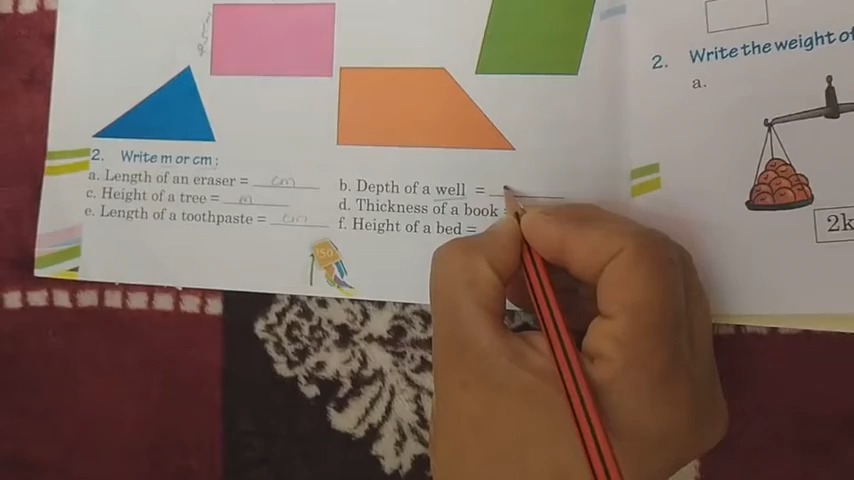 2. Write m or cm :
a. Length of an eraser = cm
b. Depth of a well =
c. Height of a tree = m
d. Thickness of a book
e. Length of a toothpaste = cm
f. Height of a bed =
150
2. Write the weight of
a.
2k